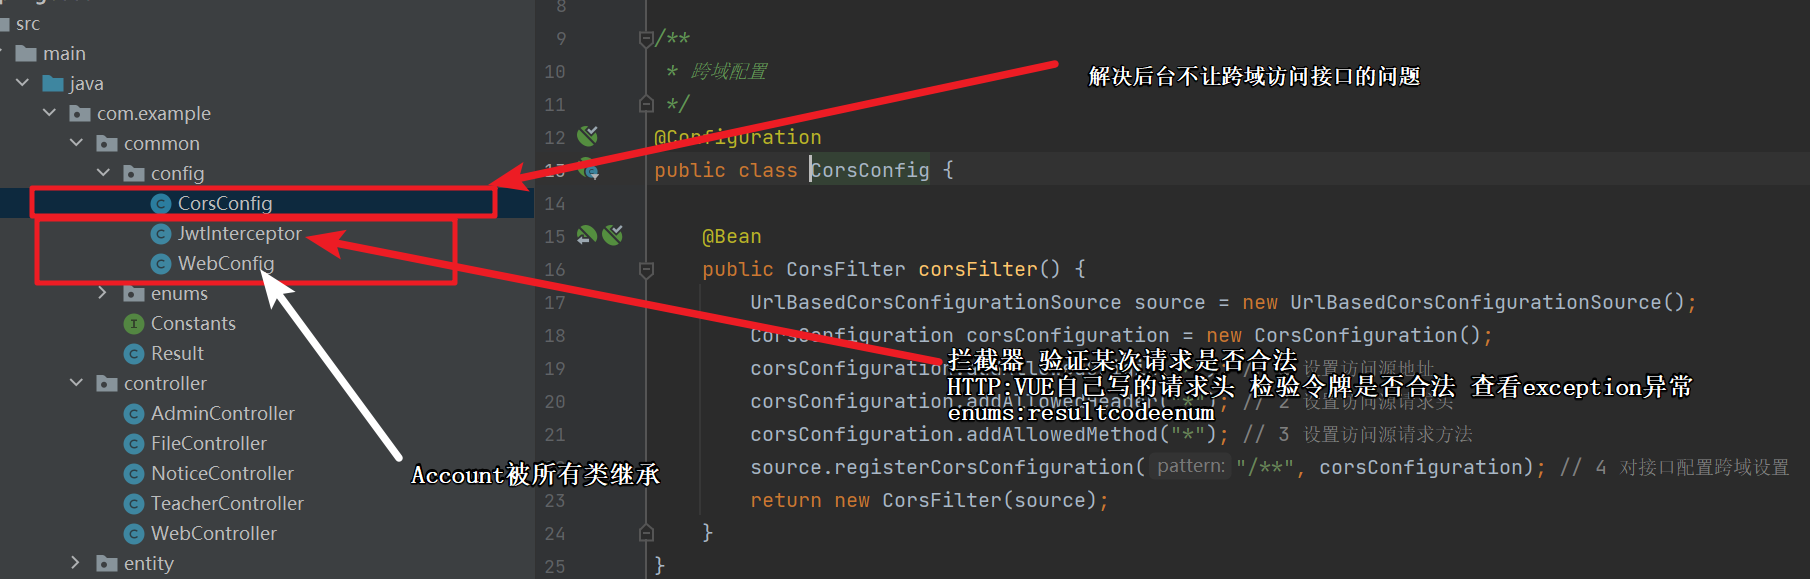 src
main
java
com.example
common
config
CorsConfig
JwtInterceptor
WebConfig
enums
Constants
Result
controller
AdminController
FileController
NoticeController
TeacherController
WebController
entity
Account被所有类继承
8
9 /**
10 * 跨域配置
11 */
12 @Configuration
13 public class CorsConfig {
14
15 @Bean
16 public CorsFilter corsFilter() {
17 UrlBasedCorsConfigurationSource source = new UrlBasedCorsConfigurationSource();
18 CorsConfiguration corsConfiguration = new CorsConfiguration();
19 corsConfiguration. 设置访问源地址
20 corsConfiguration.addAllowedHeader("*"); // 2 设置访问源请求头
21 corsConfiguration.addAllowedMethod("*"); // 3 设置访问源请求方法
source.registerCorsConfiguration( pattern: "/**", corsConfiguration); // 4 对接口配置跨域设置
23 return new CorsFilter(source);
24 }
25 }
解决后台不让跨域访问接口的问题
拦截器 验证某次请求是否合法
HTTP:VUE自己写的请求头 检验令牌是否合法 查看exception异常
enums:resultcodeenum